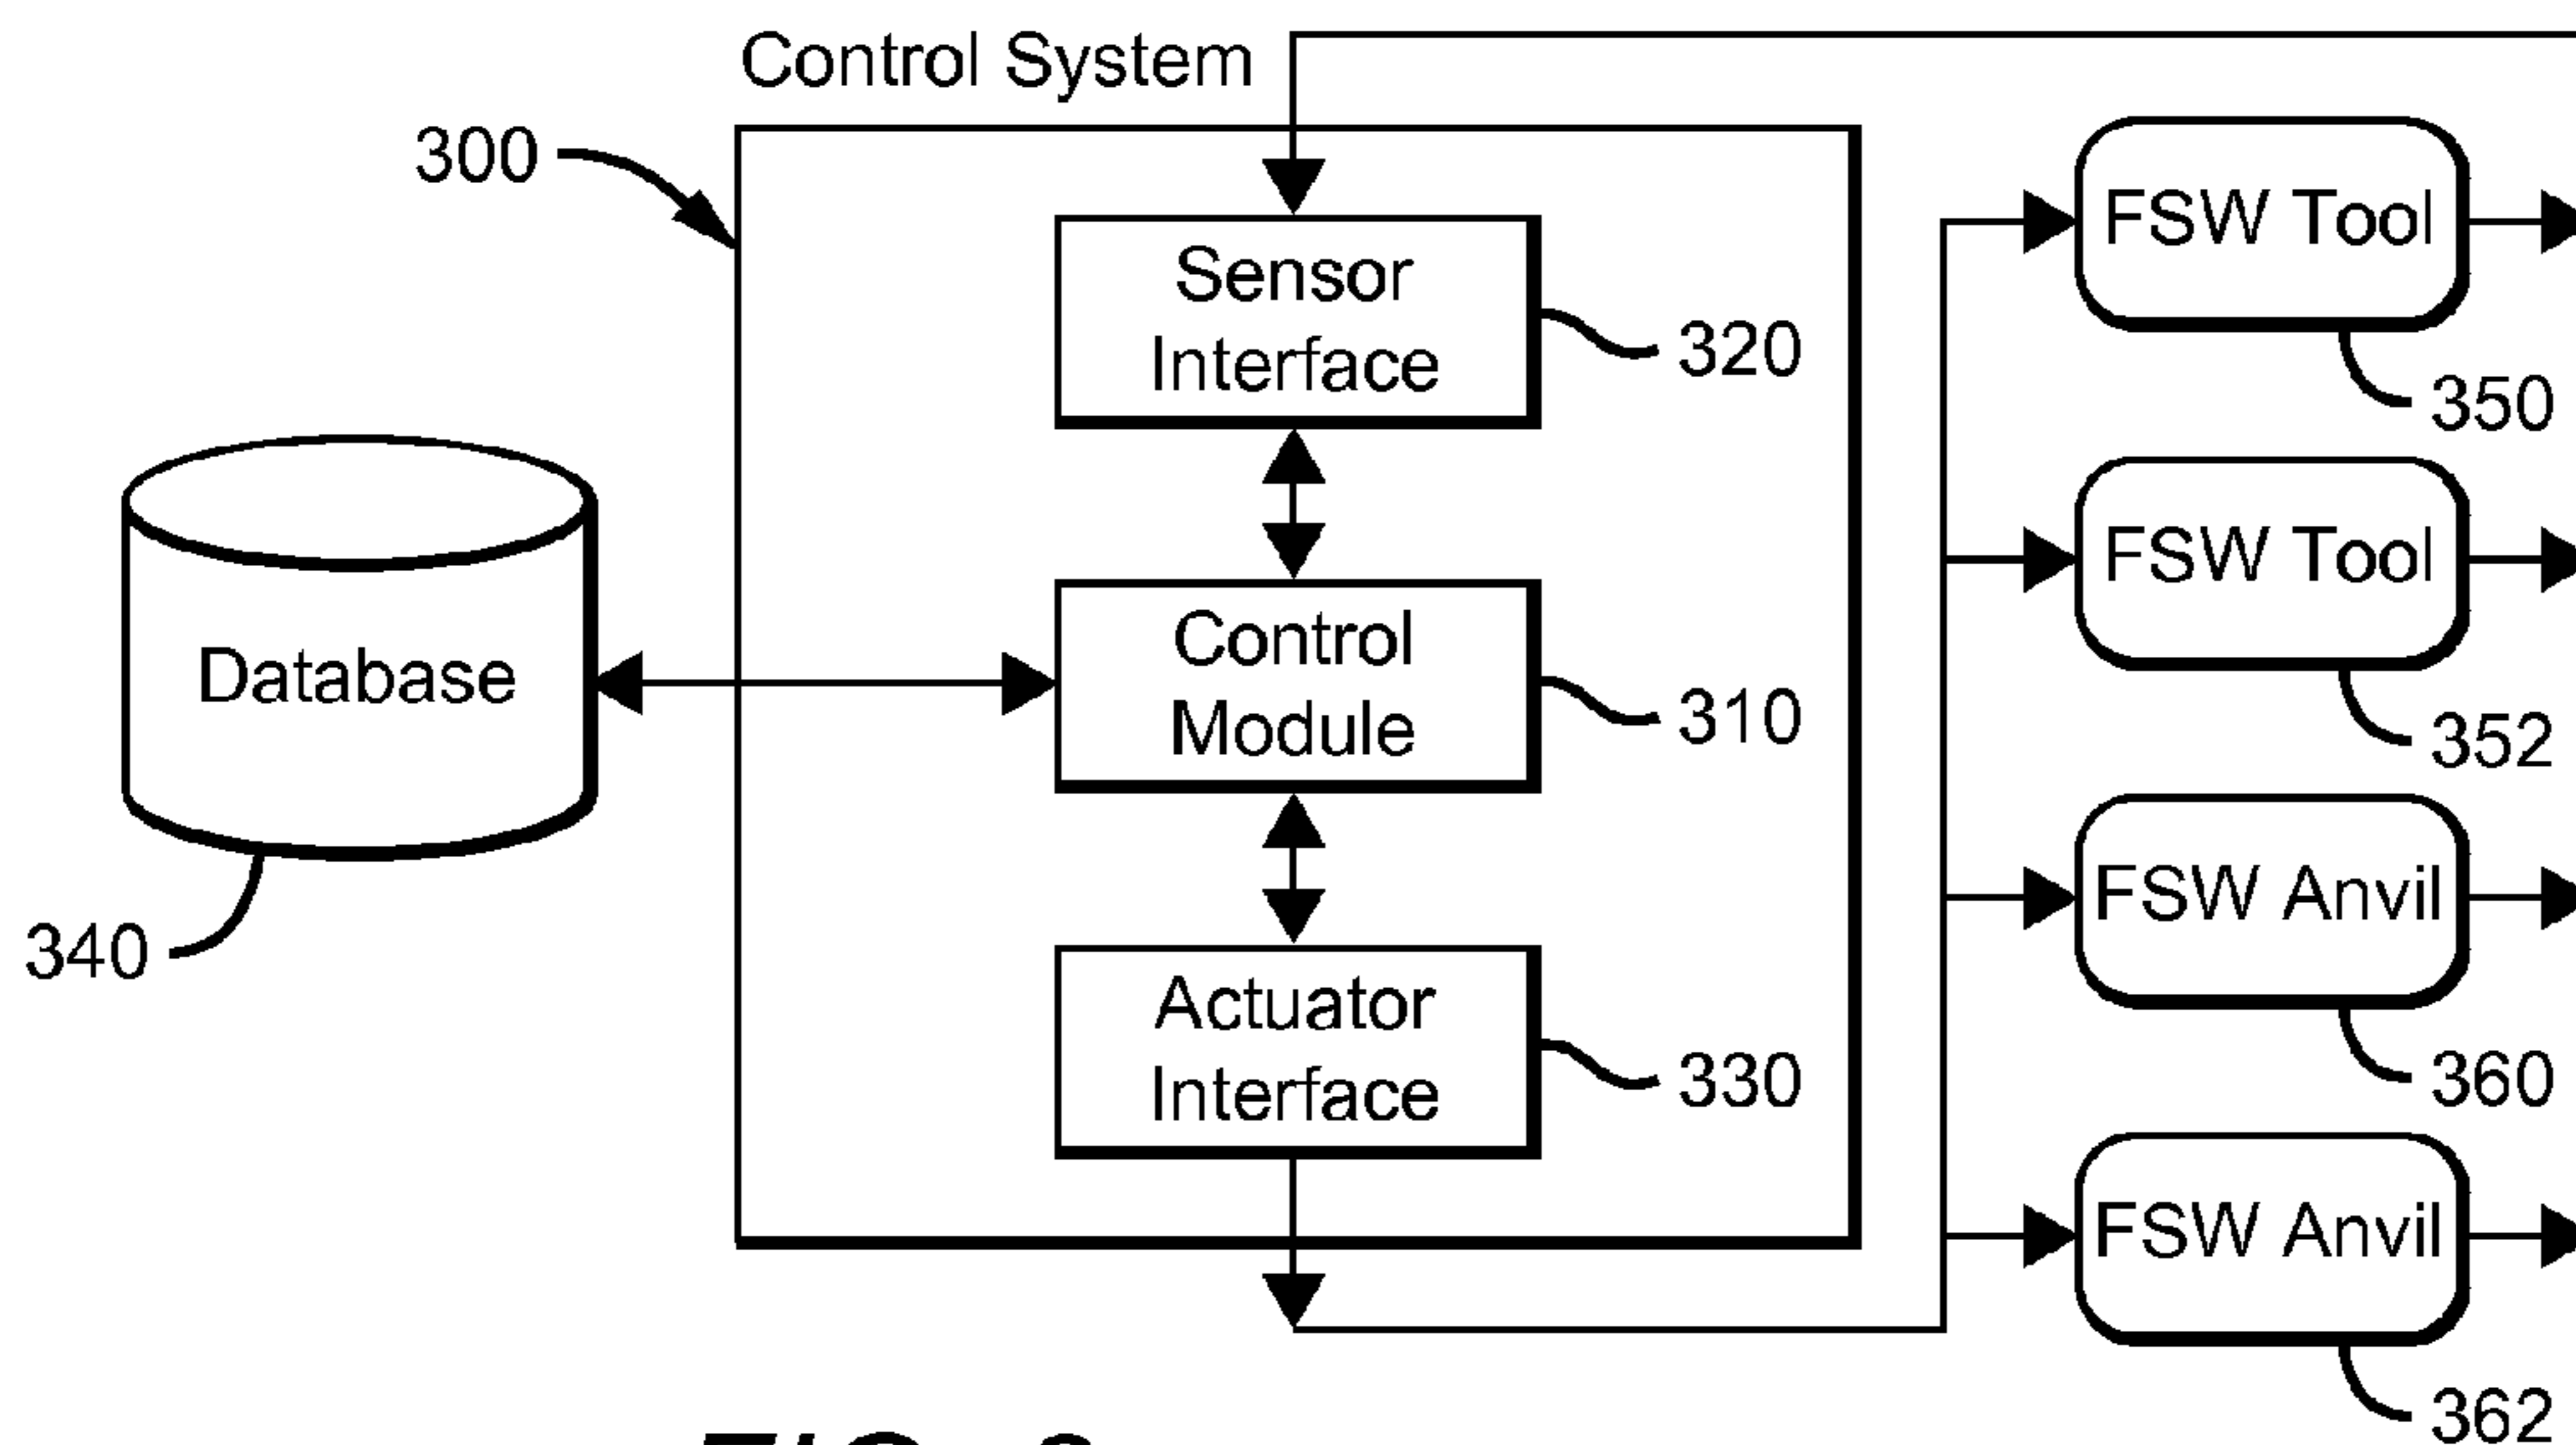 Control System
300
Sensor
Interface
320
FSW Tool
350
Database
340
Control
Module
310
FSW Tool
352
Actuator
Interface
330
FSW Anvil
360
FSW Anvil
362